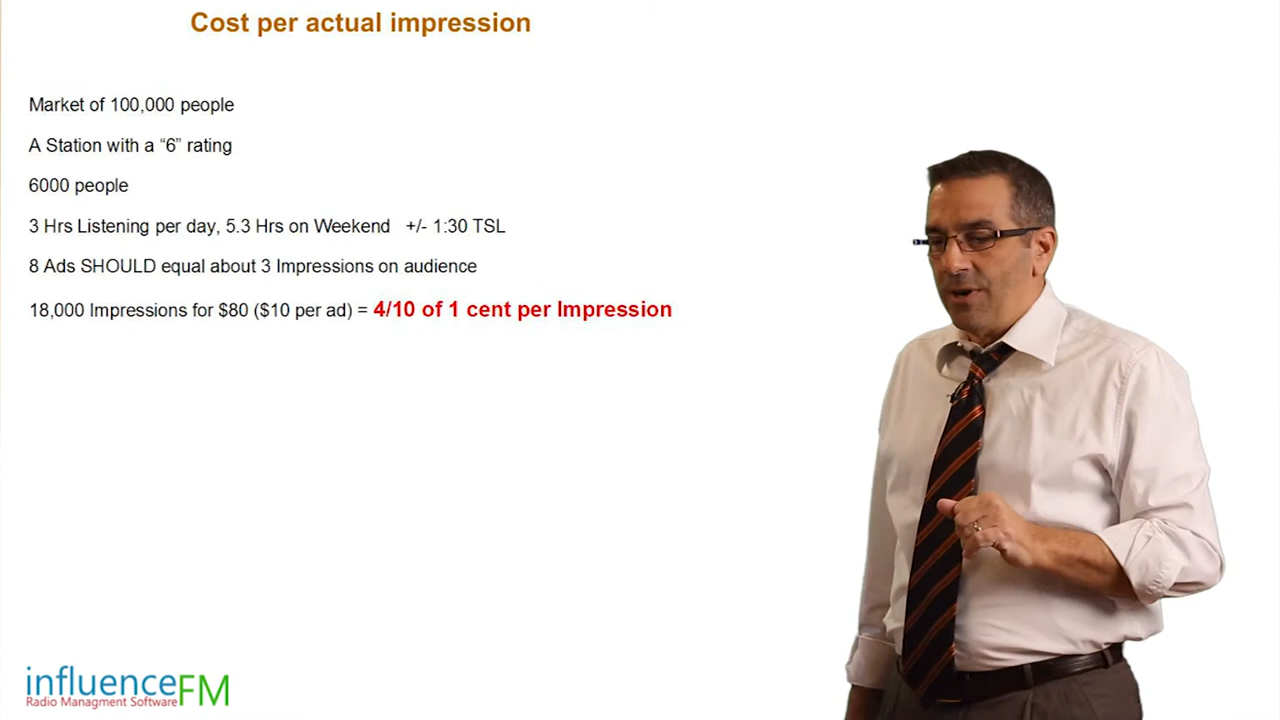 Cost per actual impression
Market of 100,000 people
A Station with a “6” rating
6000 people
3 Hrs Listening per day, 5.3 Hrs on Weekend +/- 1:30 TSL
8 Ads SHOULD equal about 3 Impressions on audience
18,000 Impressions for $80 ($10 per ad) = 4/10 of 1 cent per Impression
influenceFM
Radio Managment Software